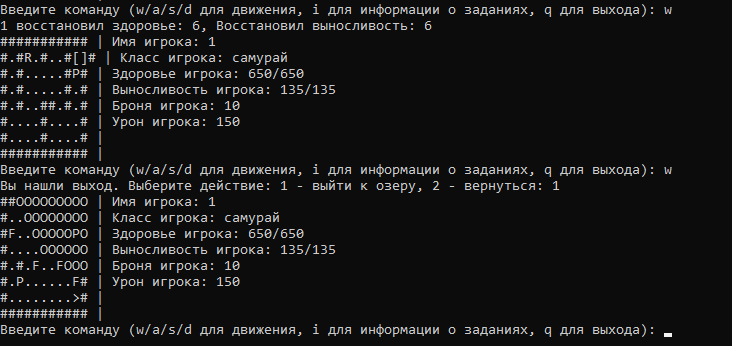 Введите команду (w/a/s/d для движения, i для информации о заданиях, q для выхода): w
1 восстановил здоровье: 6, Восстановил выносливость: 6
########### | Имя игрока: 1
#.#R.#..#[]# | Класс игрока: самурай
#.#.....#P# | Здоровье игрока: 650/650
#.#.....#.# | Выносливость игрока: 135/135
#.#..##.#.# | Броня игрока: 10
#....#....# | Урон игрока: 150
#....#....# |
########### |
Введите команду (w/a/s/d для движения, i для информации о заданиях, q для выхода): w
Вы нашли выход. Выберите действие: 1 - выйти к озеру, 2 - вернуться: 1
##OOOOOOOOO | Имя игрока: 1
#..OOOOOOOO | Класс игрока: самурай
#F..OOOOOPO | Здоровье игрока: 650/650
#....OOOOOO | Выносливость игрока: 135/135
#.#.F..FOOO | Броня игрока: 10
#.P......F# | Урон игрока: 150
#........># |
########### |
Введите команду (w/a/s/d для движения, i для информации о заданиях, q для выхода):